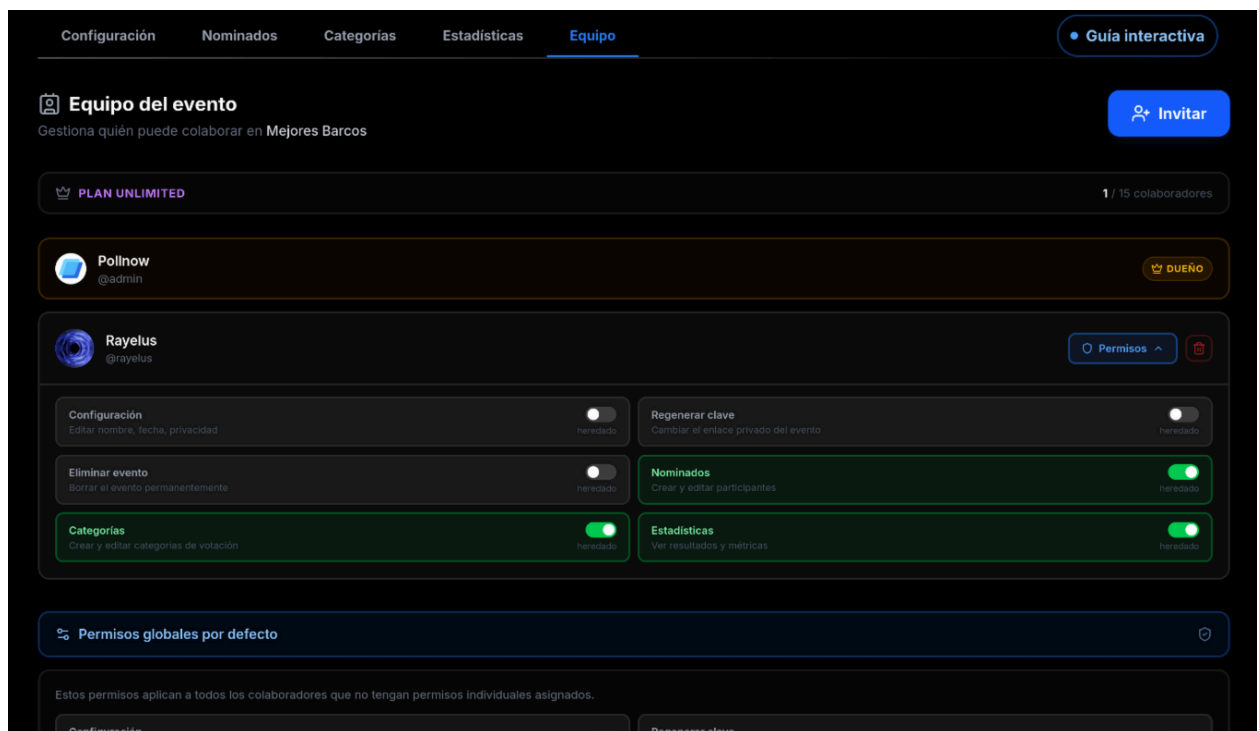 Configuración Nominados Categorías Estadísticas Equipo Guía interactiva
Equipo del evento
Gestiona quién puede colaborar en Mejores Barcos
Invitar
PLAN UNLIMITED 1 / 15 colaboradores
Pollnow
@admin
DUEÑO
Rayelus
@rayelus
Permisos
Configuración
Editar nombre, fecha, privacidad
heredado
Regenerar clave
Cambiar el enlace privado del evento
heredado
Eliminar evento
Borrar el evento permanentemente
heredado
Nominados
Crear y editar participantes
heredado
Categorías
Crear y editar categorías de votación
heredado
Estadísticas
Ver resultados y métricas
heredado
Permisos globales por defecto
Estos permisos aplican a todos los colaboradores que no tengan permisos individuales asignados.
Configuración Regenerar clave